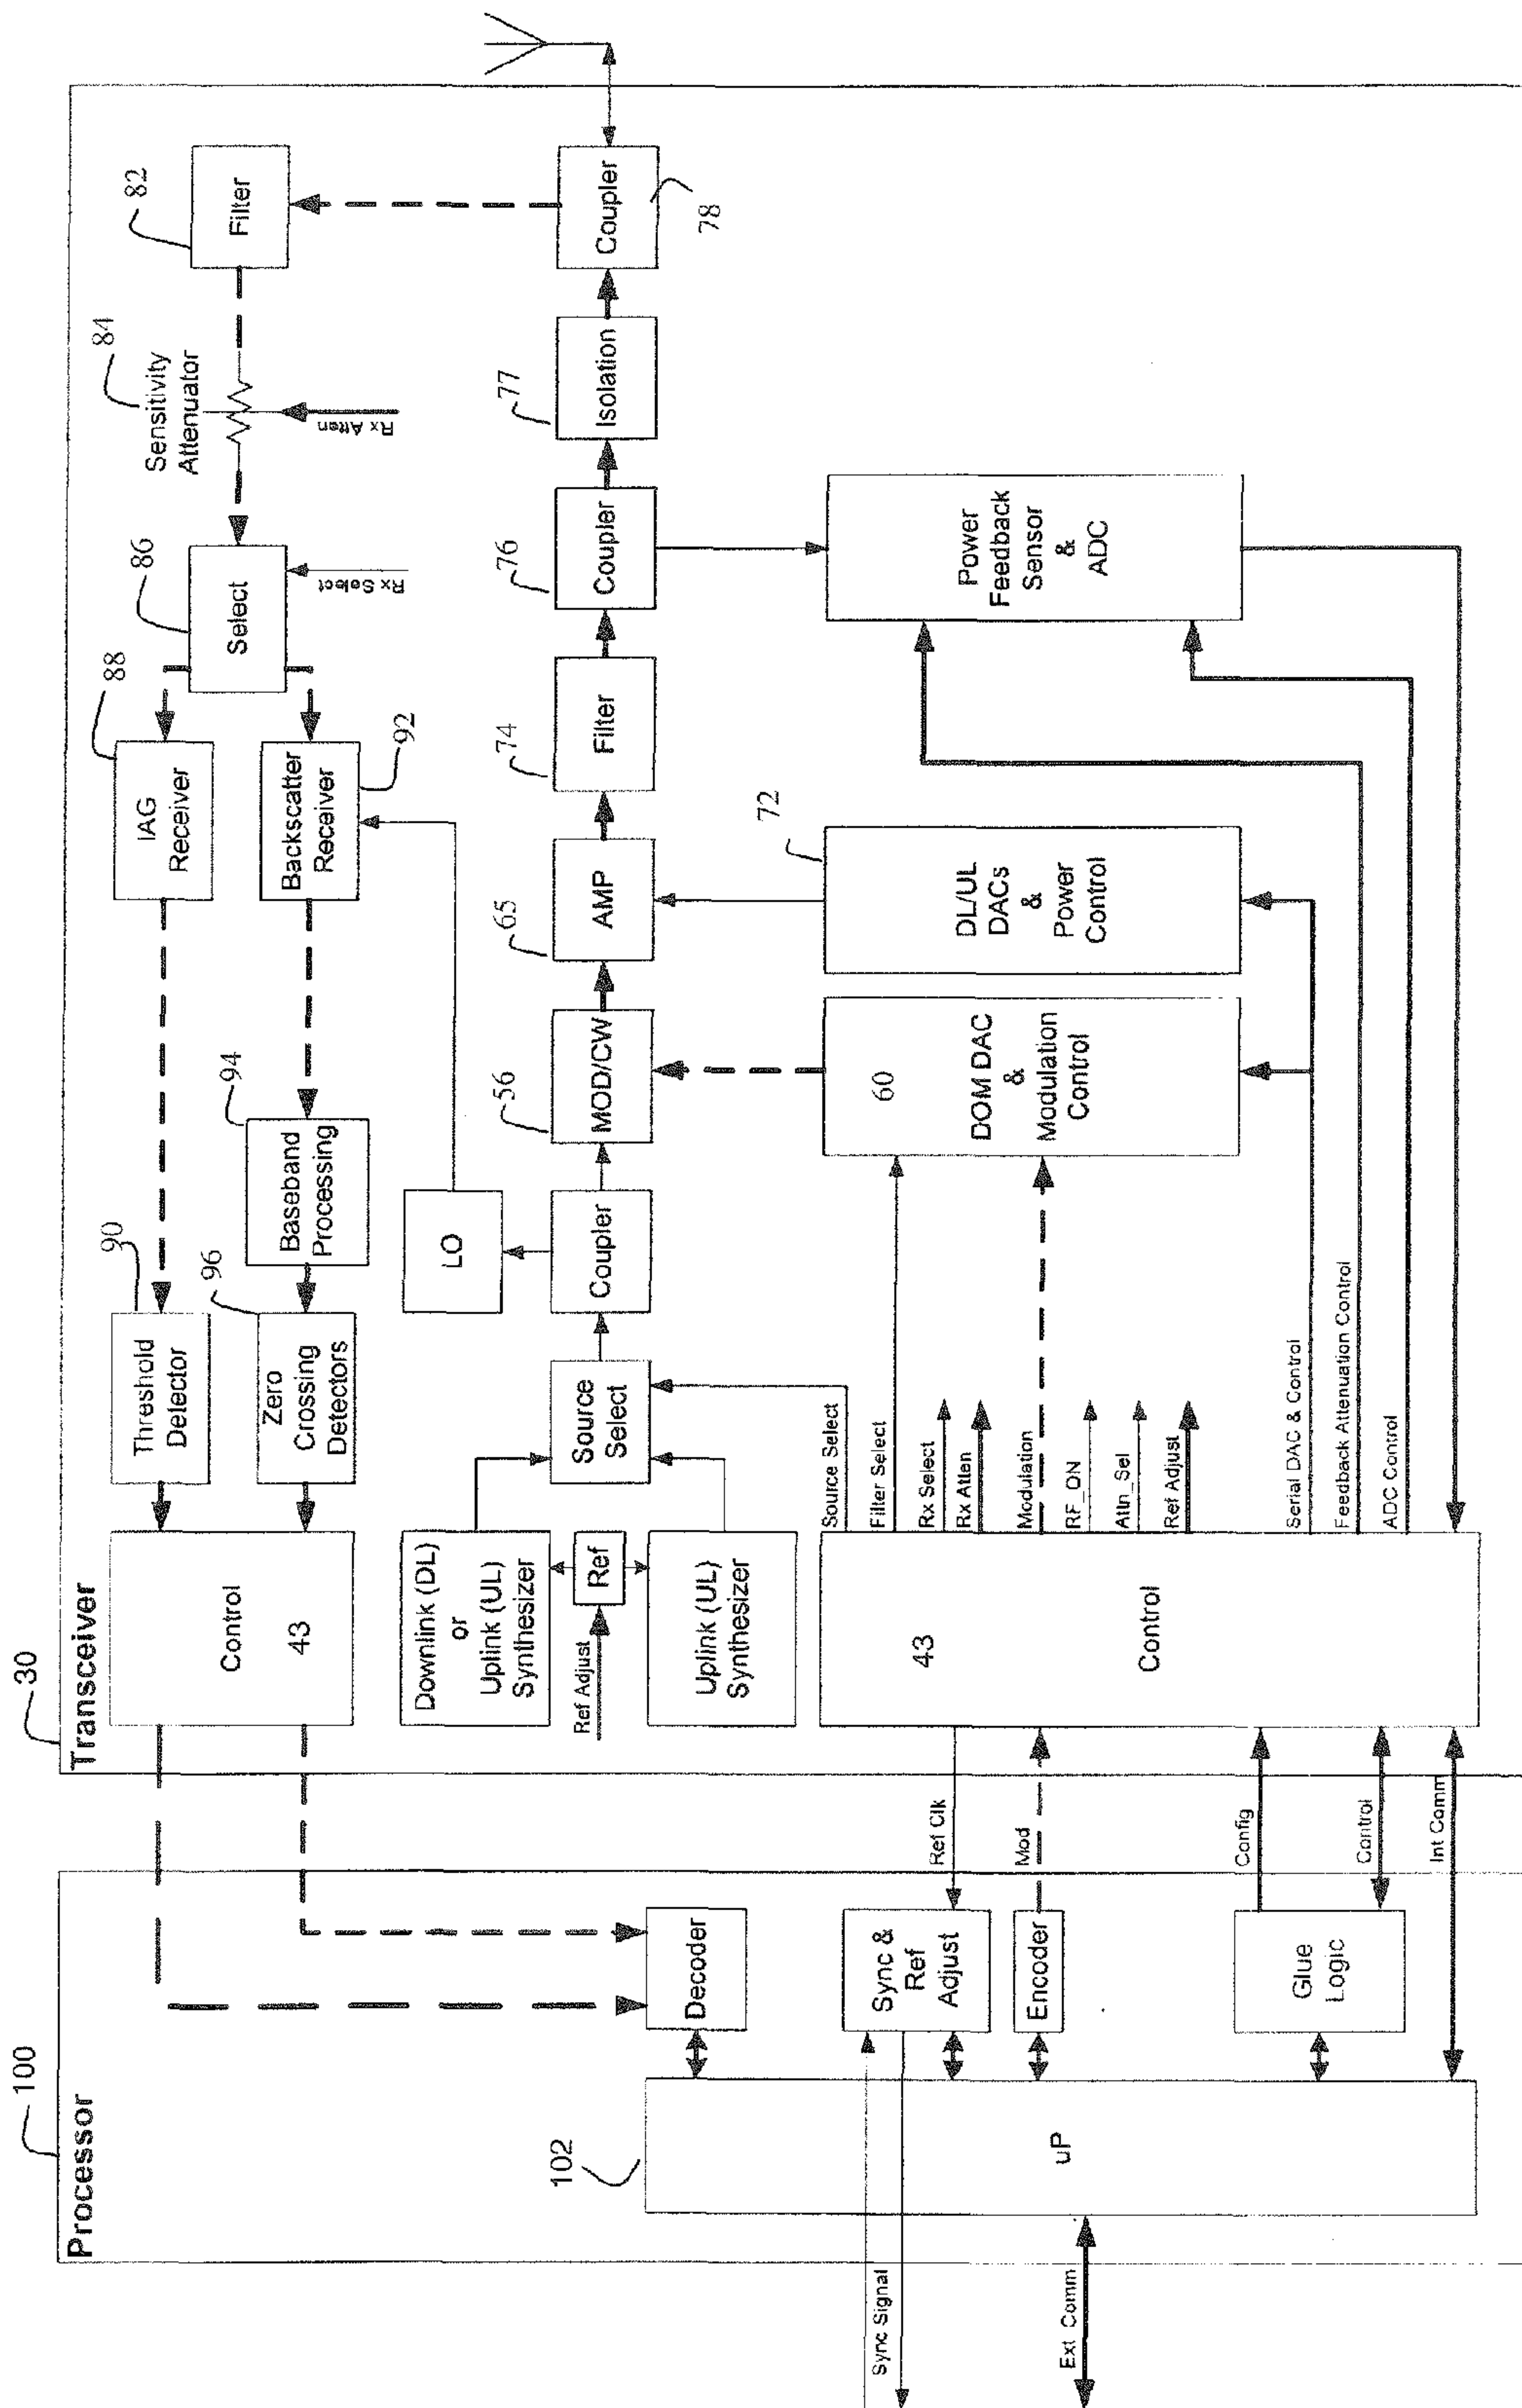 100
Processor
102
uP
Ext Comm
Sync Signal
Decoder
Sync &
Ref
Adjust
Encoder
Glue
Logic
Ref Clk
Mod
Config
Control
Int Comm
30
Transceiver
Control
43
Downlink (DL)
or
Uplink (UL)
Synthesizer
Ref Adjust
Ref
Uplink (UL)
Synthesizer
43
Control
Source Select
Filter Select
Rx Select
Rx Atten
Modulation
RF_ON
Attn_Sel
Ref Adjust
Serial DAC & Control
Feedback Attenuation Control
ADC Control
90
Threshold
Detector
96
Zero
Crossing
Detectors
94
Baseband
Processing
Source
Select
LO
Coupler
56
MOD/CW
60
DOM DAC
&
Modulation
Control
65
AMP
72
DL/UL
DACs
&
Power
Control
88
IAG
Receiver
92
Backscatter
Receiver
74
Filter
76
Coupler
Power
Feedback
Sensor
&
ADC
86
Select
Rx Select
84
Sensitivity
Attenuator
Rx Atten
77
Isolation
82
Filter
78
Coupler